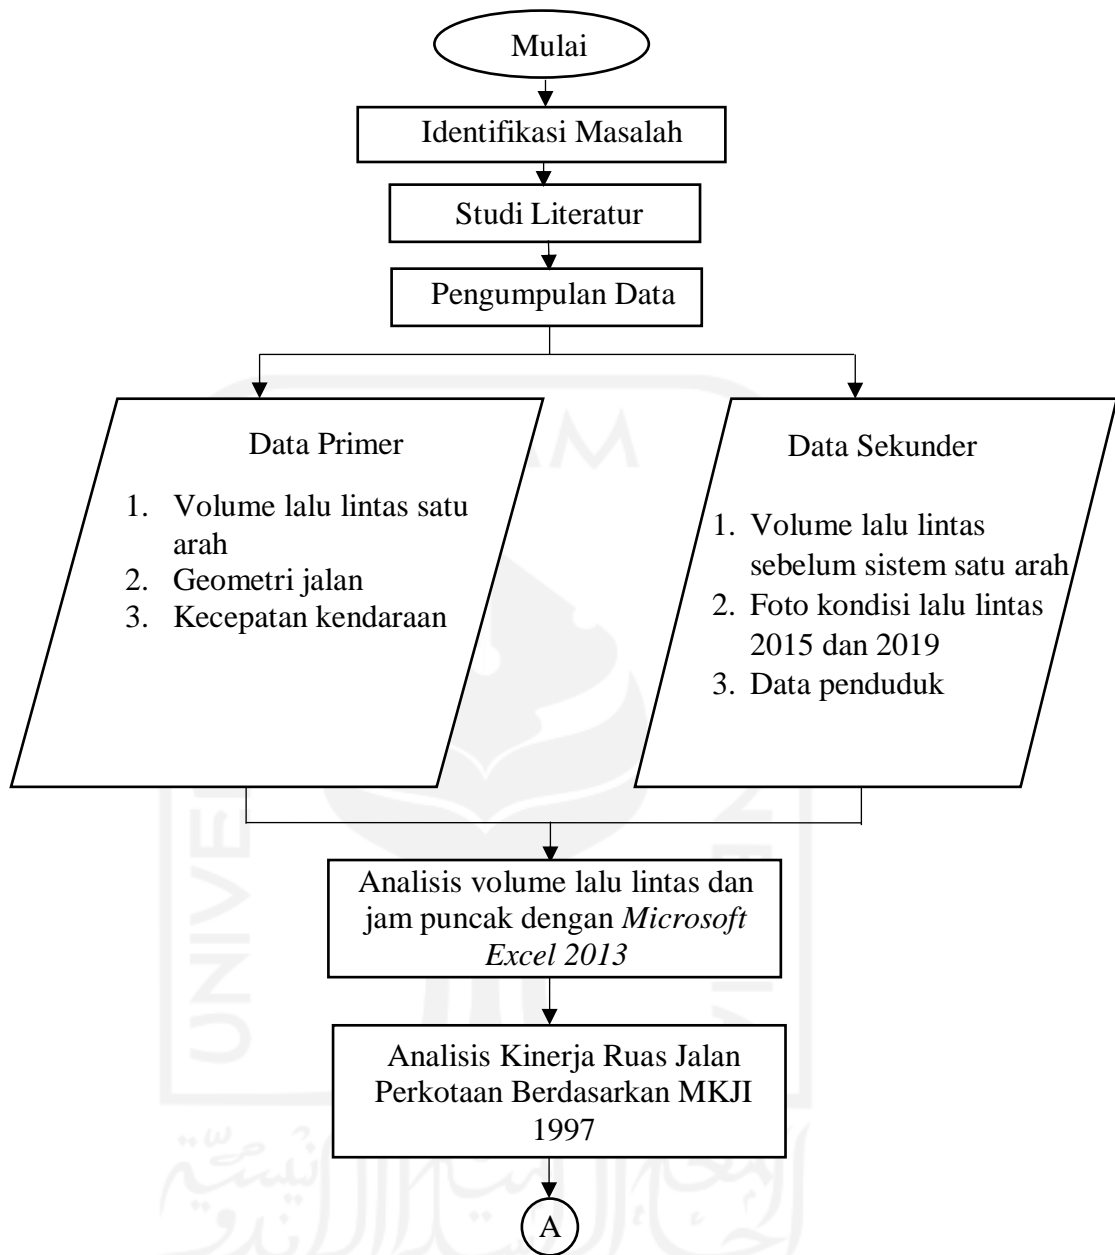 Mulai
Identifikasi Masalah
Studi Literatur
Pengumpulan Data
Data Primer
1. Volume lalu lintas satu
arah
2. Geometri jalan
3. Kecepatan kendaraan
Data Sekunder
1. Volume lalu lintas
sebelum sistem satu arah
2. Foto kondisi lalu lintas
2015 dan 2019
3. Data penduduk
Analisis volume lalu lintas dan
jam puncak dengan Microsoft
Excel 2013
Analisis Kinerja Ruas Jalan
Perkotaan Berdasarkan MKJI
1997
A